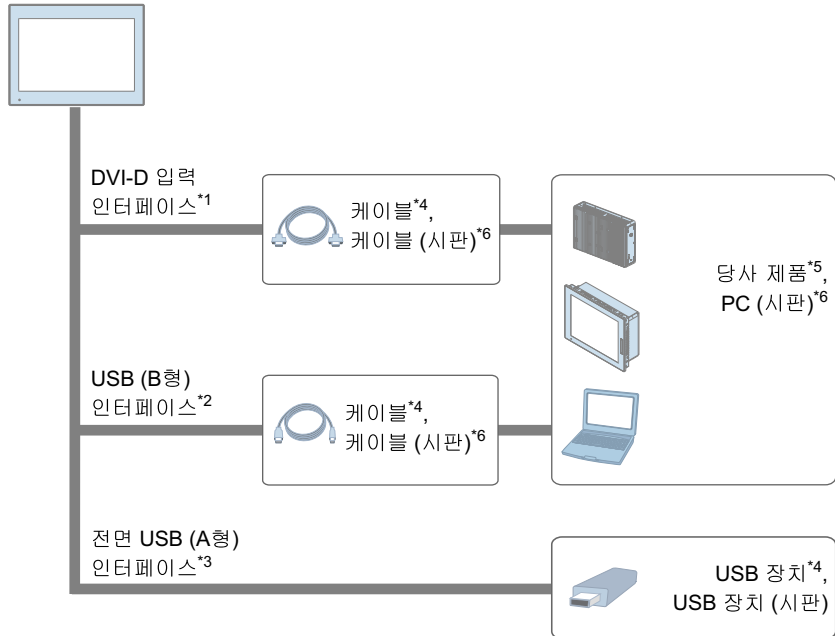 DVI-D 입력
인터페이스*1
케이블*4,
케이블 (시판)*6
당사 제품*5,
PC (시판)*6
USB (B형)
인터페이스*2
케이블*4,
케이블 (시판)*6
전면 USB (A형)
인터페이스*3
USB 장치*4,
USB 장치 (시판)